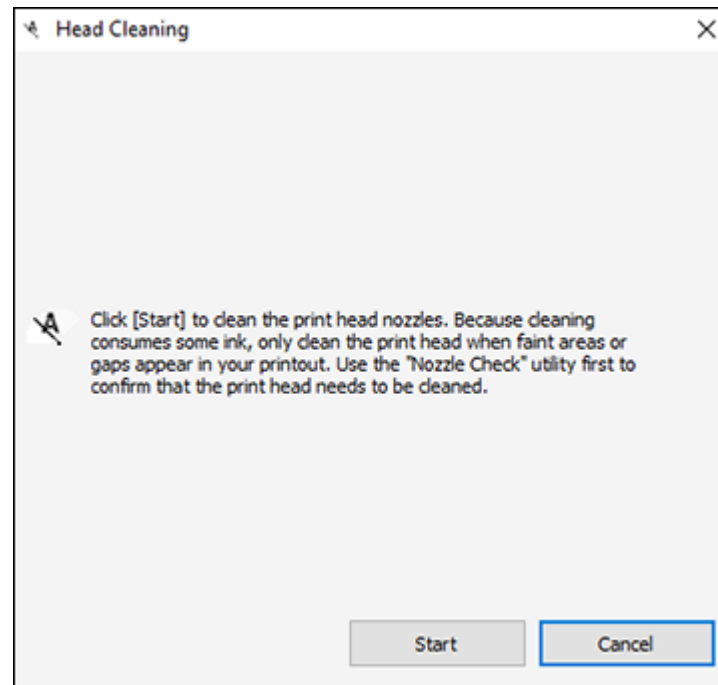 Head Cleaning
Click [Start] to clean the print head nozzles. Because cleaning
consumes some ink, only clean the print head when faint areas or
gaps appear in your printout. Use the "Nozzle Check" utility first to
confirm that the print head needs to be cleaned.
Start
Cancel